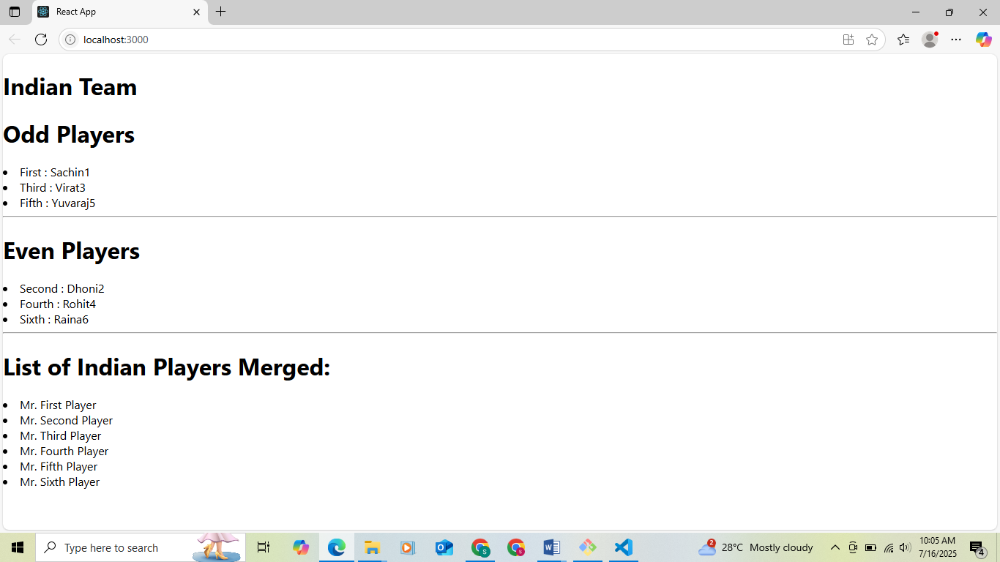 React App
localhost:3000
Indian Team
Odd Players
First : Sachin1
Third : Virat3
Fifth : Yuvaraj5
Even Players
Second : Dhoni2
Fourth : Rohit4
Sixth : Raina6
List of Indian Players Merged:
Mr. First Player
Mr. Second Player
Mr. Third Player
Mr. Fourth Player
Mr. Fifth Player
Mr. Sixth Player
Type here to search
S
S
2
28°C Mostly cloudy
10:05 AM
7/16/2025
4